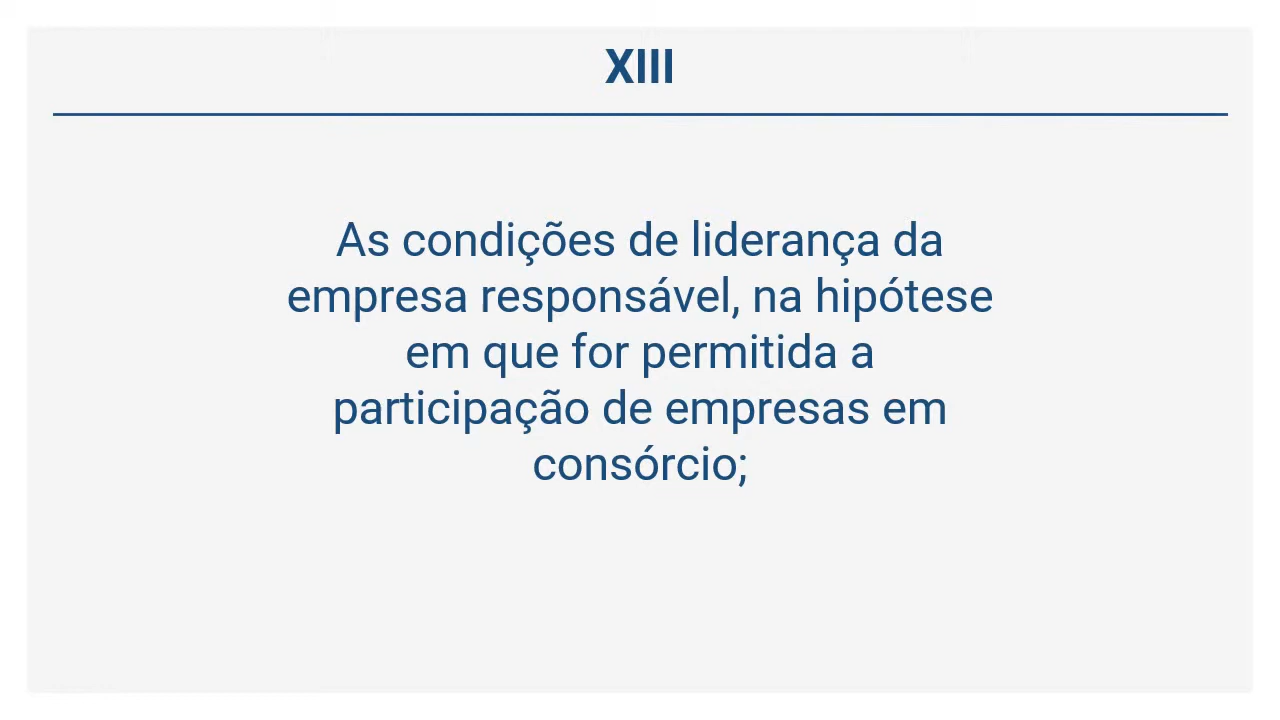 XIII
As condições de liderança da
empresa responsável, na hipótese
em que for permitida a
participação de empresas em
consórcio;